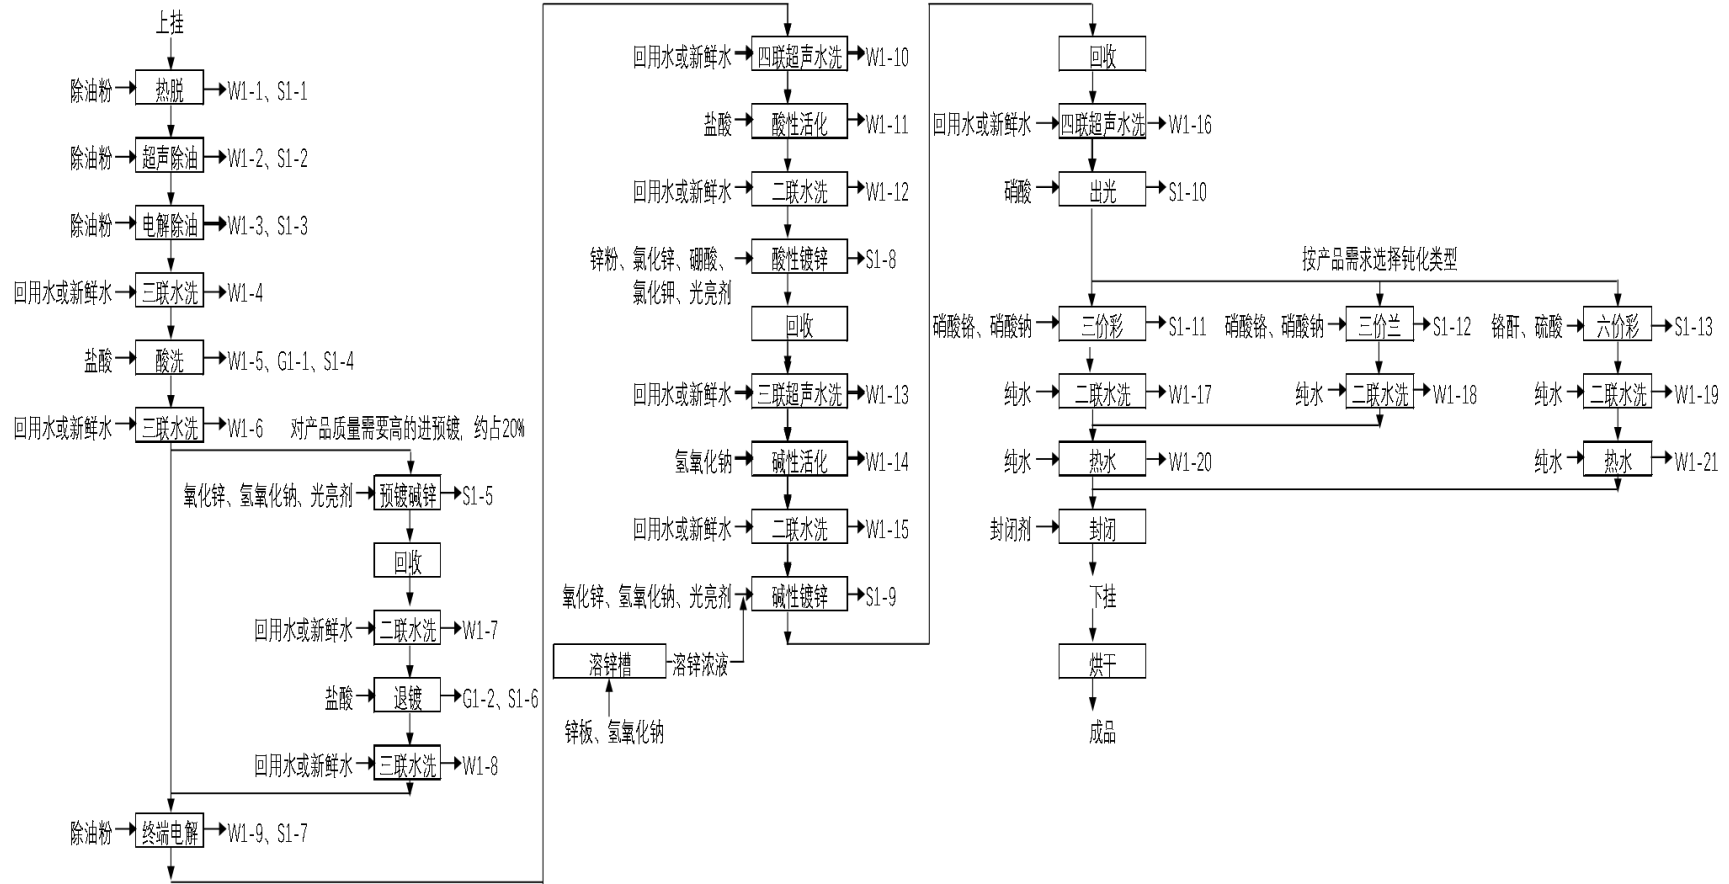 上挂
除油粉 热脱 W1-1、S1-1
除油粉 超声除油 W1-2、S1-2
除油粉 电解除油 W1-3、S1-3
回用水或新鲜水 三联水洗 W1-4
盐酸 酸洗 W1-5、G1-1、S1-4
回用水或新鲜水 三联水洗 W1-6
对产品质量需要高的进预镀，约占20%
氧化锌、氢氧化钠、光亮剂 预镀碱锌 S1-5
回收
回用水或新鲜水 二联水洗 W1-7
盐酸 退镀 G1-2、S1-6
回用水或新鲜水 三联水洗 W1-8
除油粉 终端电解 W1-9、S1-7
回用水或新鲜水 四联超声水洗 W1-10
盐酸 酸性活化 W1-11
回用水或新鲜水 二联水洗 W1-12
锌粉、氯化锌、硼酸、 酸性镀锌 S1-8
氯化钾、光亮剂
回收
回用水或新鲜水 三联超声水洗 W1-13
氢氧化钠 碱性活化 W1-14
回用水或新鲜水 二联水洗 W1-15
氧化锌、氢氧化钠、光亮剂 碱性镀锌 S1-9
溶锌槽 溶锌浓液
锌板、氢氧化钠
回收
回用水或新鲜水 四联超声水洗 W1-16
硝酸 出光 S1-10
按产品需求选择钝化类型
硝酸铬、硝酸钠 三价彩 S1-11 硝酸铬、硝酸钠 三价兰 S1-12 铬酐、硫酸 六价彩 S1-13
纯水 二联水洗 W1-17 纯水 二联水洗 W1-18 纯水 二联水洗 W1-19
纯水 热水 W1-20 纯水 热水 W1-21
封闭剂 封闭
下挂
烘干
成品